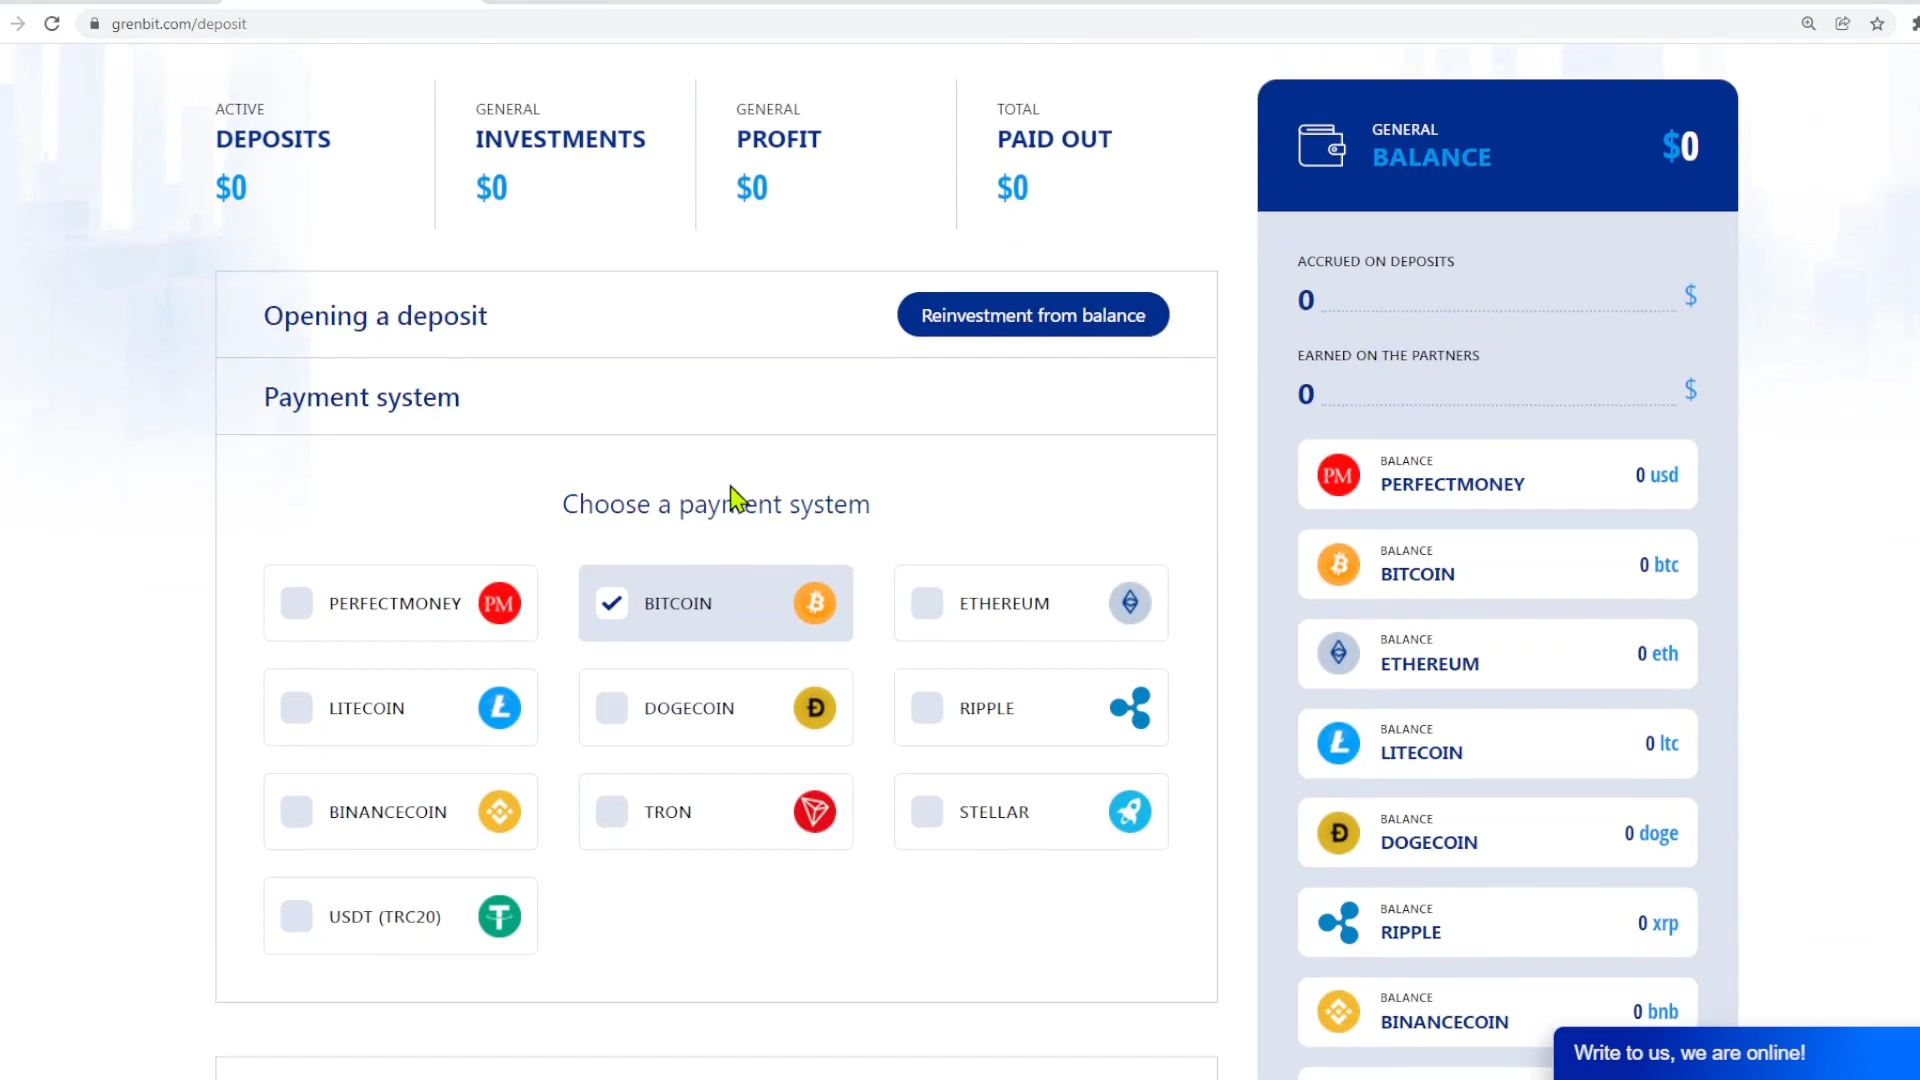 grenbit.com/deposit
ACTIVE
DEPOSITS
$0
GENERAL
INVESTMENTS
$0
GENERAL
PROFIT
$0
TOTAL
PAID OUT
$0
Opening a deposit
Reinvestment from balance
Payment system
Choose a payment system
PERFECTMONEY PM
BITCOIN
ETHEREUM
LITECOIN
DOGECOIN
RIPPLE
BINANCECOIN
TRON
STELLAR
USDT (TRC20)
GENERAL
BALANCE
$0
ACCRUED ON DEPOSITS
0 $
EARNED ON THE PARTNERS
0 $
PM
BALANCE
PERFECTMONEY
0 usd
BALANCE
BITCOIN
0 btc
BALANCE
ETHEREUM
0 eth
BALANCE
LITECOIN
0 ltc
BALANCE
DOGECOIN
0 doge
BALANCE
RIPPLE
0 xrp
BALANCE
BINANCECOIN
0 bnb
Write to us, we are online!